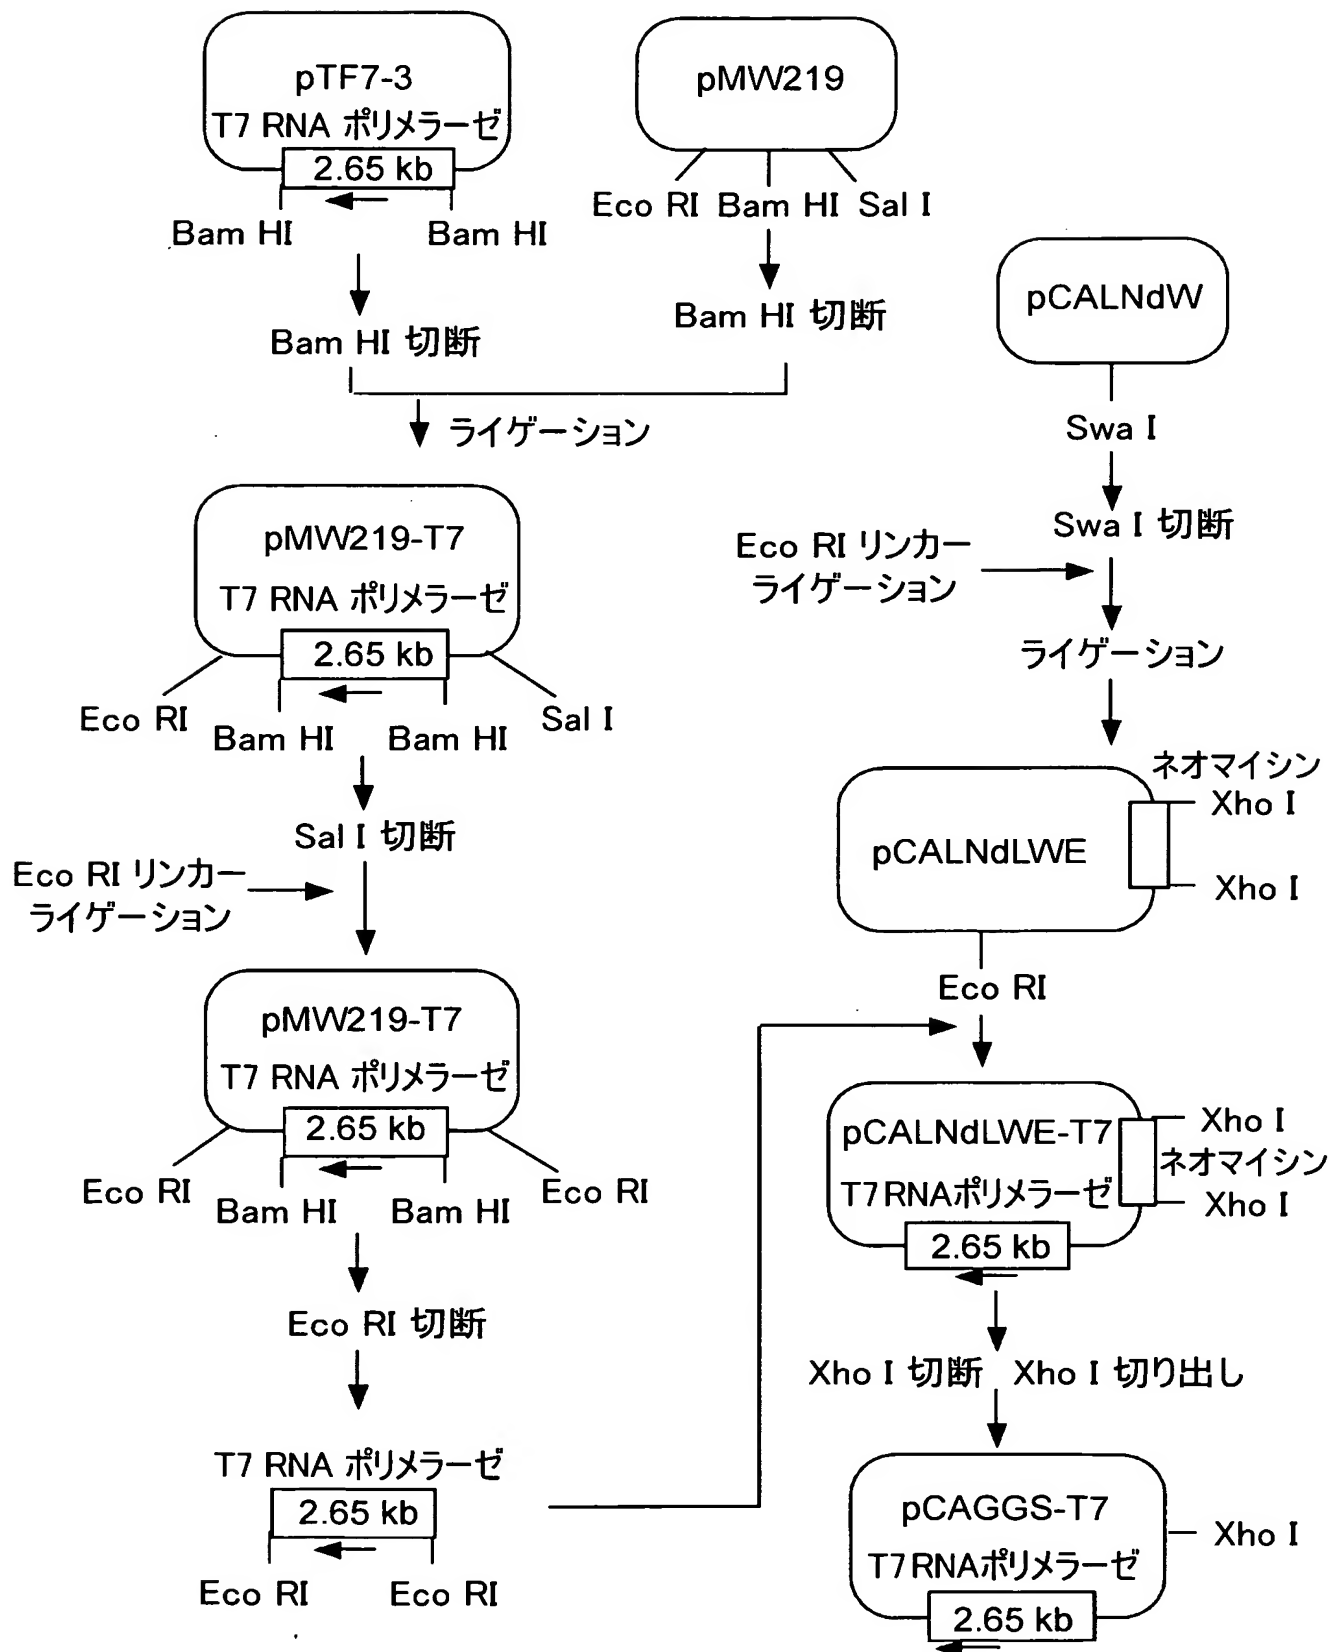 pTF7-3
T7 RNA ポリメラーゼ
2.65 kb
Bam HI
Bam HI
Bam HI 切断
pMW219
Eco RI Bam HI Sal I
Bam HI 切断
ライゲーション
pMW219-T7
T7 RNA ポリメラーゼ
2.65 kb
Eco RI
Bam HI
Bam HI
Sal I
Sal I 切断
Eco RI リンカー
ライゲーション
pMW219-T7
T7 RNA ポリメラーゼ
2.65 kb
Eco RI
Bam HI
Bam HI
Eco RI
Eco RI 切断
T7 RNA ポリメラーゼ
2.65 kb
Eco RI
Eco RI
pCALNdW
Swa I
Swa I 切断
Eco RI リンカー
ライゲーション
ライゲーション
ネオマイシン
Xho I
pCALNdLWE
Xho I
Eco RI
pCALNdLWE-T7
Xho I
ネオマイシン
T7RNAポリメラーゼ
Xho I
2.65 kb
Xho I 切断 Xho I 切り出し
pCAGGS-T7
Xho I
T7RNAポリメラーゼ
2.65 kb